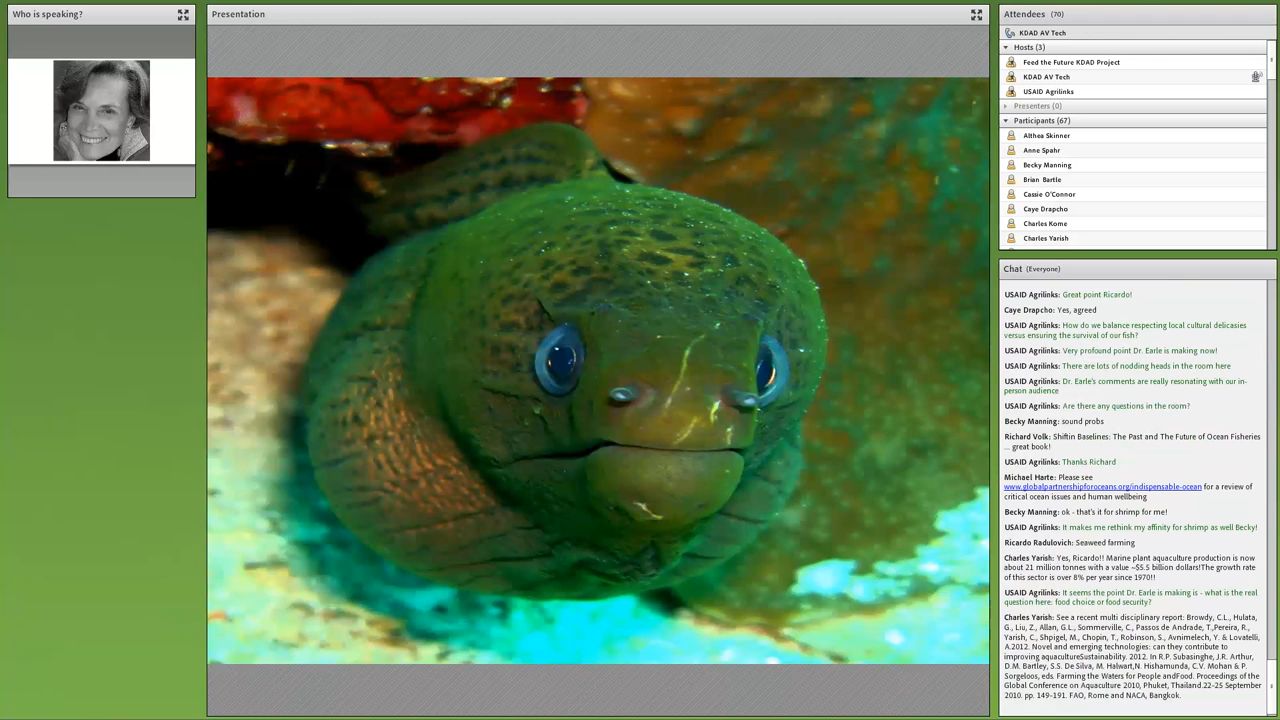 Who is speaking?
Presentation
Attendees (70)
KDAD AV Tech
Hosts (3)
Feed the Future KDAD Project
KDAD AV Tech
USAID Agrilinks
Presenters (0)
Participants (67)
Althea Skinner
Anne Spahr
Becky Manning
Brian Bartle
Cassie O'Connor
Caye Drapcho
Charles Kome
Charles Yarish
Chat (Everyone)
USAID Agrilinks: Great point Ricardo!
Caye Drapcho: Yes, agreed
USAID Agrilinks: How do we balance respecting local cultural delicasies
versus ensuring the survival of our fish?
USAID Agrilinks: Very profound point Dr. Earle is making now!
USAID Agrilinks: There are lots of nodding heads in the room here
USAID Agrilinks: Dr. Earle's comments are really resonating with our in-
person audience
USAID Agrilinks: Are there any questions in the room?
Becky Manning: sound probs
Richard Volk: Shiftin Baselines: The Past and The Future of Ocean Fisheries
... great book!
USAID Agrilinks: Thanks Richard
Michael Harte: Please see
www.globalpartnershipforoceans.org/indispensable-ocean for a review of
critical ocean issues and human wellbeing
Becky Manning: ok - that's it for shrimp for me!
USAID Agrilinks: It makes me rethink my affinity for shrimp as well Becky!
Ricardo Radulovich: Seaweed farming
Charles Yarish: Yes, Ricardo!! Marine plant aquaculture production is now
about 21 million tonnes with a value ~$5.5 billion dollars!The growth rate
of this sector is over 8% per year since 1970!!
USAID Agrilinks: It seems the point Dr. Earle is making is - what is the real
question here: food choice or food security?
Charles Yarish: See a recent multi disciplinary report: Browdy, C.L., Hulata,
G., Liu, Z., Allan, G.L., Sommerville, C., Passos de Andrade, T.,Pereira, R.,
Yarish, C., Shpigel, M., Chopin, T., Robinson, S., Avnimelech, Y. & Lovatelli,
A.2012. Novel and emerging technologies: can they contribute to
improving aquacultureSustainability. 2012. In R.P. Subasinghe, J.R. Arthur,
D.M. Bartley, S.S. De Silva, M. Halwart,N. Hishamunda, C.V. Mohan & P.
Sorgeloos, eds. Farming the Waters for People andFood. Proceedings of the
Global Conference on Aquaculture 2010, Phuket, Thailand.22-25 September
2010. pp. 149-191. FAO, Rome and NACA, Bangkok.